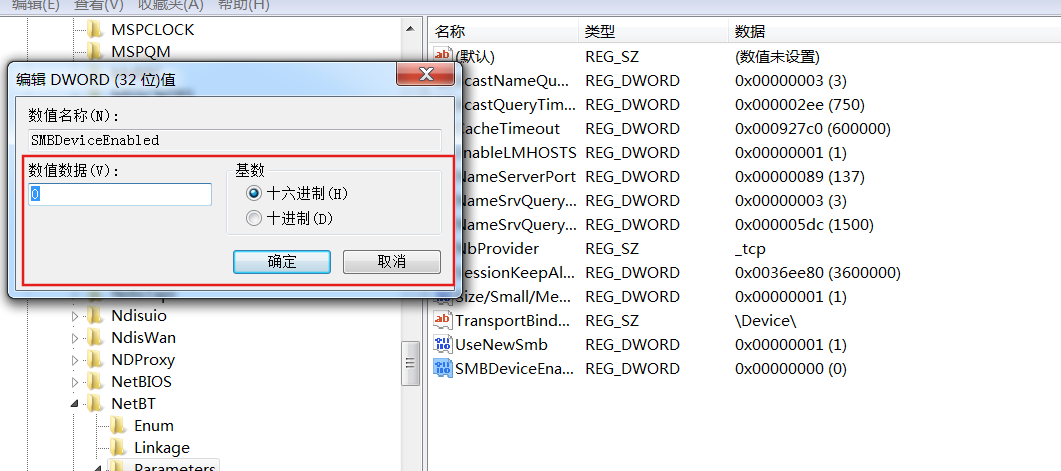 编辑(E) 查看(V) 收藏夹(A) 帮助(H)
MSPCLOCK
MSPQM
编辑 DWORD (32 位)值
数值名称(N):
SMBDeviceEnabled
数值数据(V):
0
基数
十六进制(H)
十进制(D)
确定 取消
Ndisuio
NdisWan
NDProxy
NetBIOS
NetBT
Enum
Linkage
Parameters
名称 类型 数据
(默认) REG_SZ (数值未设置)
castNameQu... REG_DWORD 0x00000003 (3)
castQueryTim... REG_DWORD 0x000002ee (750)
CacheTimeout REG_DWORD 0x000927c0 (600000)
EnableLMHOSTS REG_DWORD 0x00000001 (1)
NameServerPort REG_DWORD 0x00000089 (137)
NameSrvQuery... REG_DWORD 0x00000003 (3)
NameSrvQuery... REG_DWORD 0x000005dc (1500)
NbProvider REG_SZ _tcp
SessionKeepAl... REG_DWORD 0x0036ee80 (3600000)
Size/Small/Me... REG_DWORD 0x00000001 (1)
TransportBind... REG_SZ \Device\
UseNewSmb REG_DWORD 0x00000001 (1)
SMBDeviceEna... REG_DWORD 0x00000000 (0)